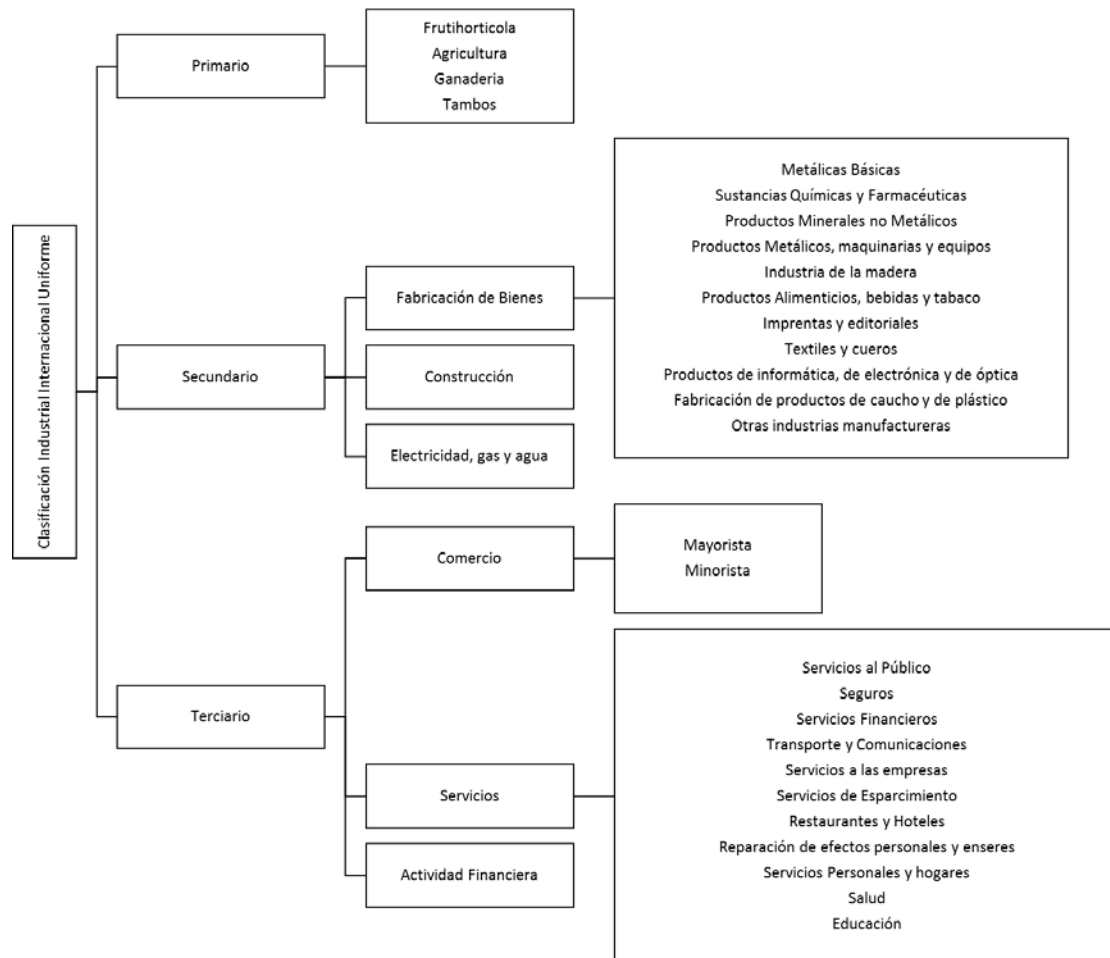 Clasificación Industrial Internacional Uniforme
Primario
Frutihorticola
Agricultura
Ganaderia
Tambos
Secundario
Fabricación de Bienes
Metálicas Básicas
Sustancias Químicas y Farmacéuticas
Productos Minerales no Metálicos
Productos Metálicos, maquinarias y equipos
Industria de la madera
Productos Alimenticios, bebidas y tabaco
Imprentas y editoriales
Textiles y cueros
Productos de informática, de electrónica y de óptica
Fabricación de productos de caucho y de plástico
Otras industrias manufactureras
Construcción
Electricidad, gas y agua
Terciario
Comercio
Mayorista
Minorista
Servicios
Servicios al Público
Seguros
Servicios Financieros
Transporte y Comunicaciones
Servicios a las empresas
Servicios de Esparcimiento
Restaurantes y Hoteles
Reparación de efectos personales y enseres
Servicios Personales y hogares
Salud
Educación
Actividad Financiera